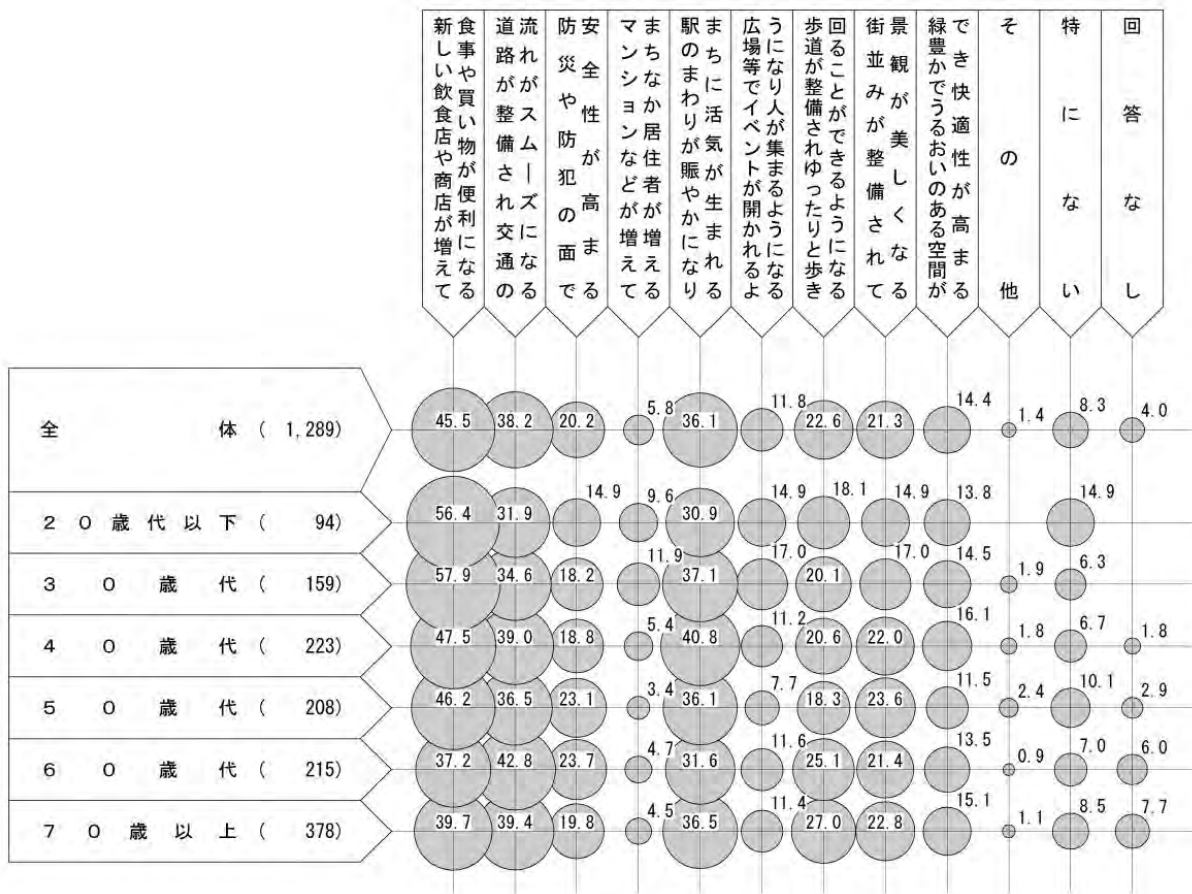 新しい飲食店や商店が増えて
食事や買い物が便利になる
道路が整備され交通の
流れがスムーズになる
防災や防犯の面で
安全性が高まる
マンションなどが増えて
まちなか居住者が増える
駅のまわりが賑やかになり
まちに活気が生まれる
広場等でイベントが開かれるよ
うになり人が集まるようになる
歩道が整備されゆったりと歩き
回ることができるようになる
街並みが整備されて
景観が美しくなる
緑豊かでうるおいのある空間が
でき快適性が高まる
その他
特にない
回答なし
全体(1,289) 45.5 38.2 20.2 5.8 36.1 11.8 22.6 21.3 14.4 1.4 8.3 4.0
20歳代以下(94) 56.4 31.9 14.9 9.6 30.9 14.9 18.1 14.9 13.8 14.9
30歳代(159) 57.9 34.6 18.2 11.9 37.1 17.0 20.1 17.0 14.5 1.9 6.3
40歳代(223) 47.5 39.0 18.8 5.4 40.8 11.2 20.6 22.0 16.1 1.8 6.7 1.8
50歳代(208) 46.2 36.5 23.1 3.4 36.1 7.7 18.3 23.6 11.5 2.4 10.1 2.9
60歳代(215) 37.2 42.8 23.7 4.7 31.6 11.6 25.1 21.4 13.5 0.9 7.0 6.0
70歳以上(378) 39.7 39.4 19.8 4.5 36.5 11.4 27.0 22.8 15.1 1.1 8.5 7.7